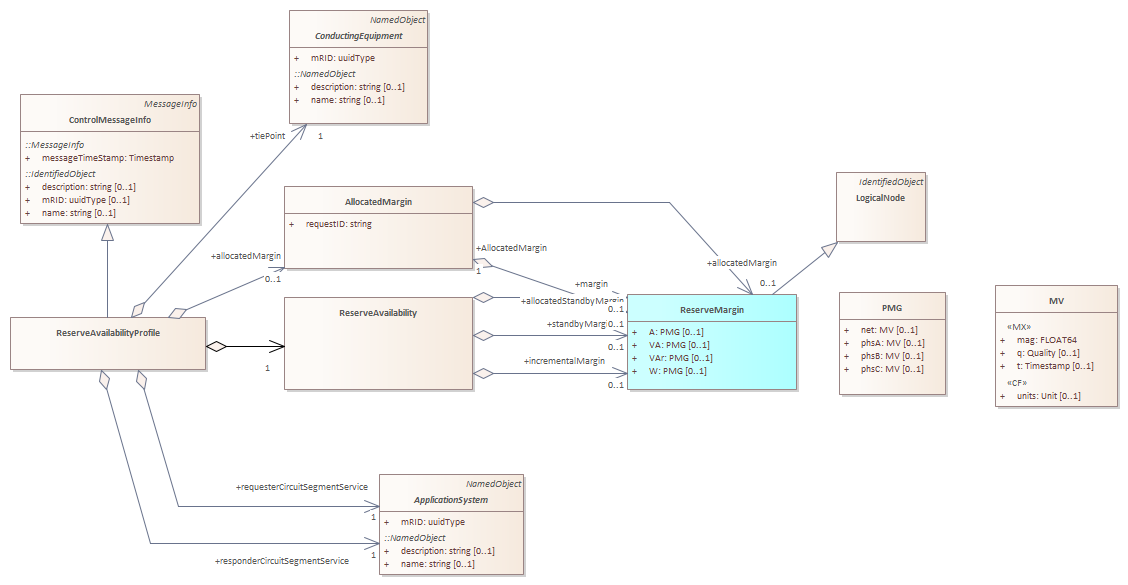 NamedObject
ConductingEquipment
+ mRID: uuidType
::NamedObject
+ description: string [0..1]
+ name: string [0..1]
MessageInfo
ControlMessageInfo
::MessageInfo
+ messageTimeStamp: Timestamp
::IdentifiedObject
+ description: string [0..1]
+ mRID: uuidType [0..1]
+ name: string [0..1]
+tiePoint
1
AllocatedMargin
+ requestID: string
IdentifiedObject
LogicalNode
+allocatedMargin
0..1
+AllocatedMargin
1
+allocatedMargin
0..1
+margin
+allocatedStandbyMargin
0..1
+standbyMargin
0..1
0..1
+incrementalMargin
0..1
ReserveAvailabilityProfile
1
ReserveAvailability
ReserveMargin
+ A: PMG [0..1]
+ VA: PMG [0..1]
+ VAr: PMG [0..1]
+ W: PMG [0..1]
PMG
+ net: MV [0..1]
+ phsA: MV [0..1]
+ phsB: MV [0..1]
+ phsC: MV [0..1]
MV
«MX»
+ mag: FLOAT64
+ q: Quality [0..1]
+ t: Timestamp [0..1]
«CF»
+ units: Unit [0..1]
+requesterCircuitSegmentService
1
+responderCircuitSegmentService
1
NamedObject
ApplicationSystem
+ mRID: uuidType
::NamedObject
+ description: string [0..1]
+ name: string [0..1]